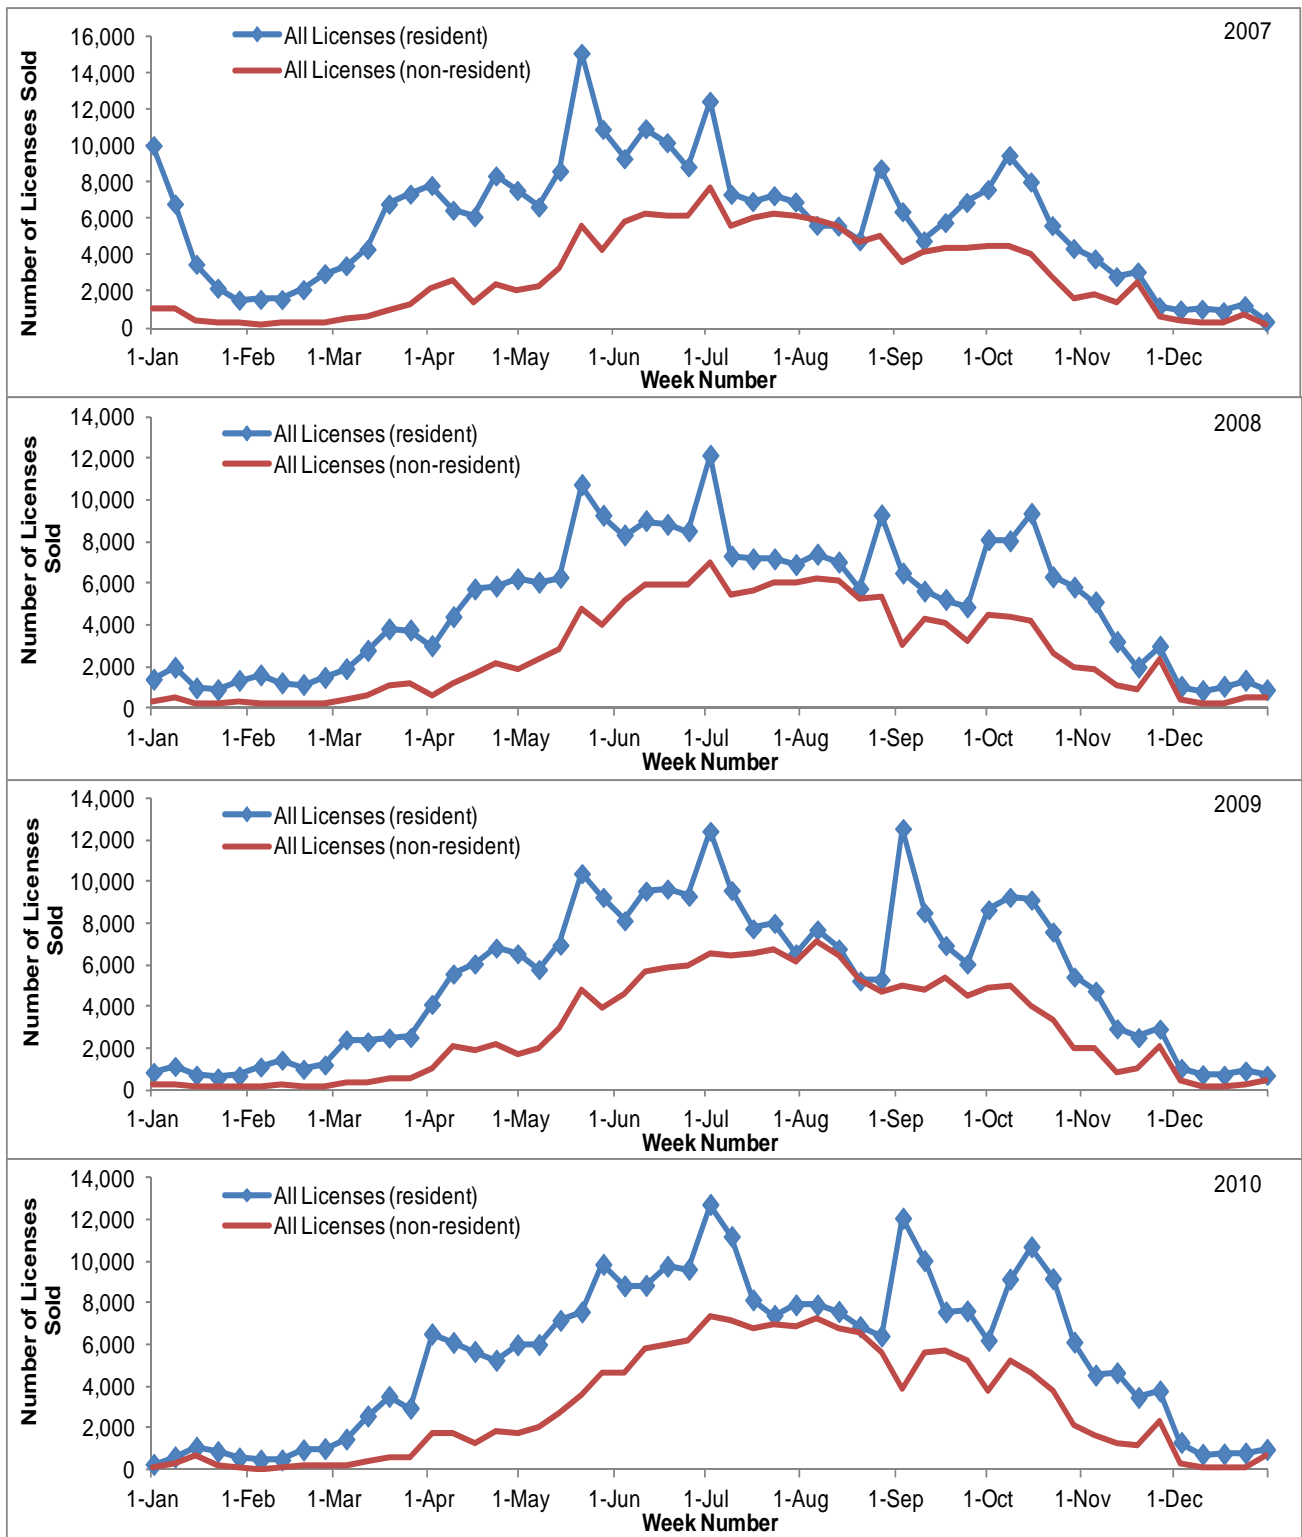 2007
All Licenses (resident)
All Licenses (non-resident)
Number of Licenses Sold
16,000
14,000
12,000
10,000
8,000
6,000
4,000
2,000
0
1-Jan 1-Feb 1-Mar 1-Apr 1-May 1-Jun 1-Jul 1-Aug 1-Sep 1-Oct 1-Nov 1-Dec
Week Number
2008
All Licenses (resident)
All Licenses (non-resident)
Number of Licenses
Sold
14,000
12,000
10,000
8,000
6,000
4,000
2,000
0
1-Jan 1-Feb 1-Mar 1-Apr 1-May 1-Jun 1-Jul 1-Aug 1-Sep 1-Oct 1-Nov 1-Dec
Week Number
2009
All Licenses (resident)
All Licenses (non-resident)
Number of Licenses
Sold
14,000
12,000
10,000
8,000
6,000
4,000
2,000
0
1-Jan 1-Feb 1-Mar 1-Apr 1-May 1-Jun 1-Jul 1-Aug 1-Sep 1-Oct 1-Nov 1-Dec
Week Number
2010
All Licenses (resident)
All Licenses (non-resident)
Number of Licenses
Sold
14,000
12,000
10,000
8,000
6,000
4,000
2,000
0
1-Jan 1-Feb 1-Mar 1-Apr 1-May 1-Jun 1-Jul 1-Aug 1-Sep 1-Oct 1-Nov 1-Dec
Week Number